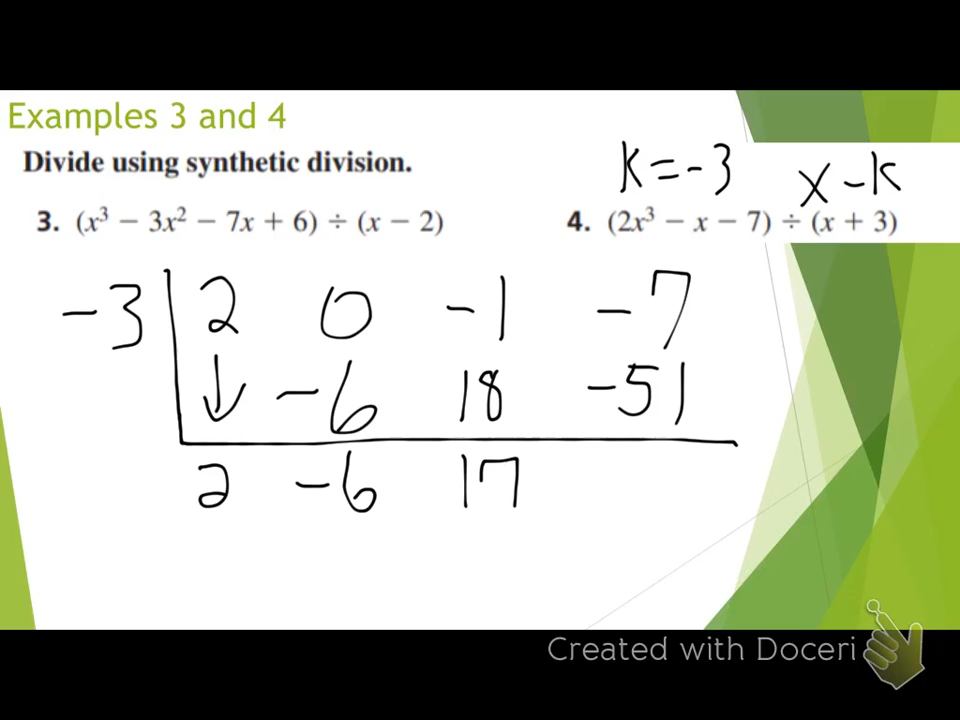 Examples 3 and 4
Divide using synthetic division.
k = -3 x - k
3. (x³ − 3x² − 7x + 6) ÷ (x − 2) 4. (2x³ − x − 7) ÷ (x + 3)
-3 2 0 -1 -7
↓ -6 18 -51
2 -6 17
Created with Doceri